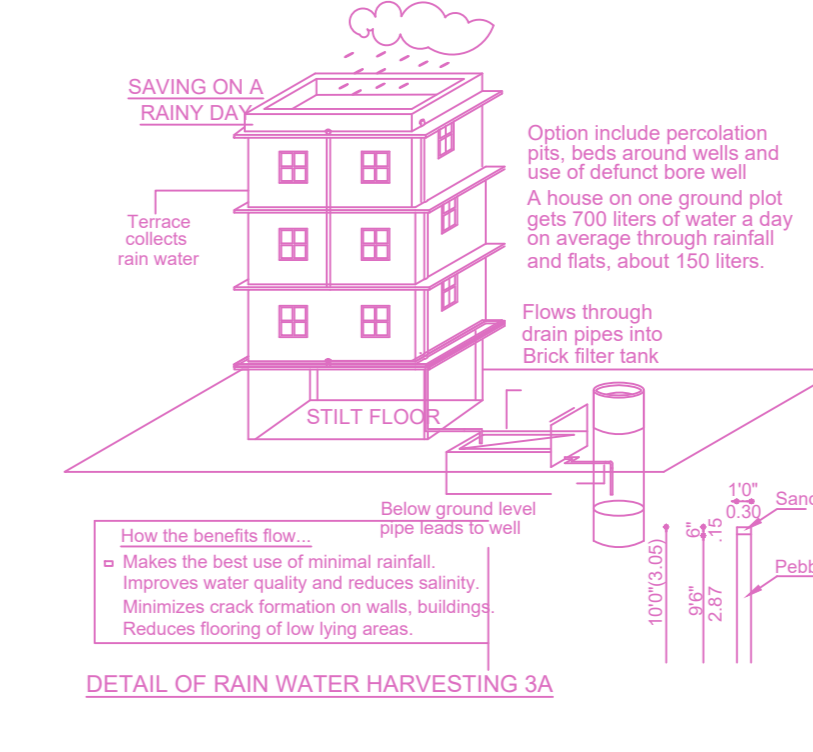 SAVING ON A
RAINY DAY
Option include percolation
pits, beds around wells and
use of defunct bore well
A house on one ground plot
gets 700 liters of water a day
on average through rainfall
and flats, about 150 liters.
Terrace
collects
rain water
Flows through
drain pipes into
Brick filter tank
STILT FLOOR
Below ground level
pipe leads to well
1'0"
0.30
Sand
6"
.15
10'0"(3.05)
9'6"
2.87
Pebb
How the benefits flow...
Makes the best use of minimal rainfall.
Improves water quality and reduces salinity.
Minimizes crack formation on walls, buildings.
Reduces flooring of low lying areas.
DETAIL OF RAIN WATER HARVESTING 3A